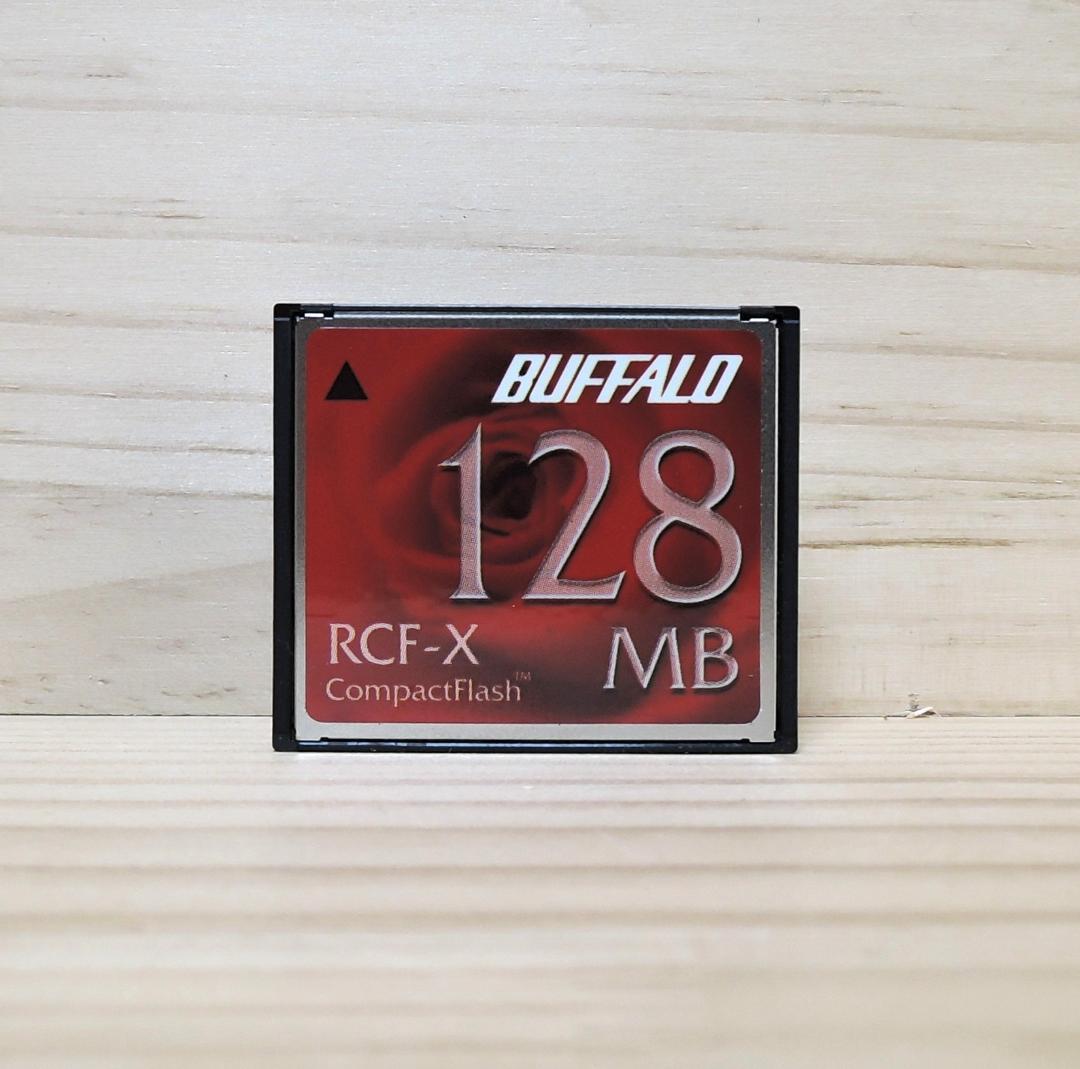 BUFFALO
128
MB
RCF-X
CompactFlash™